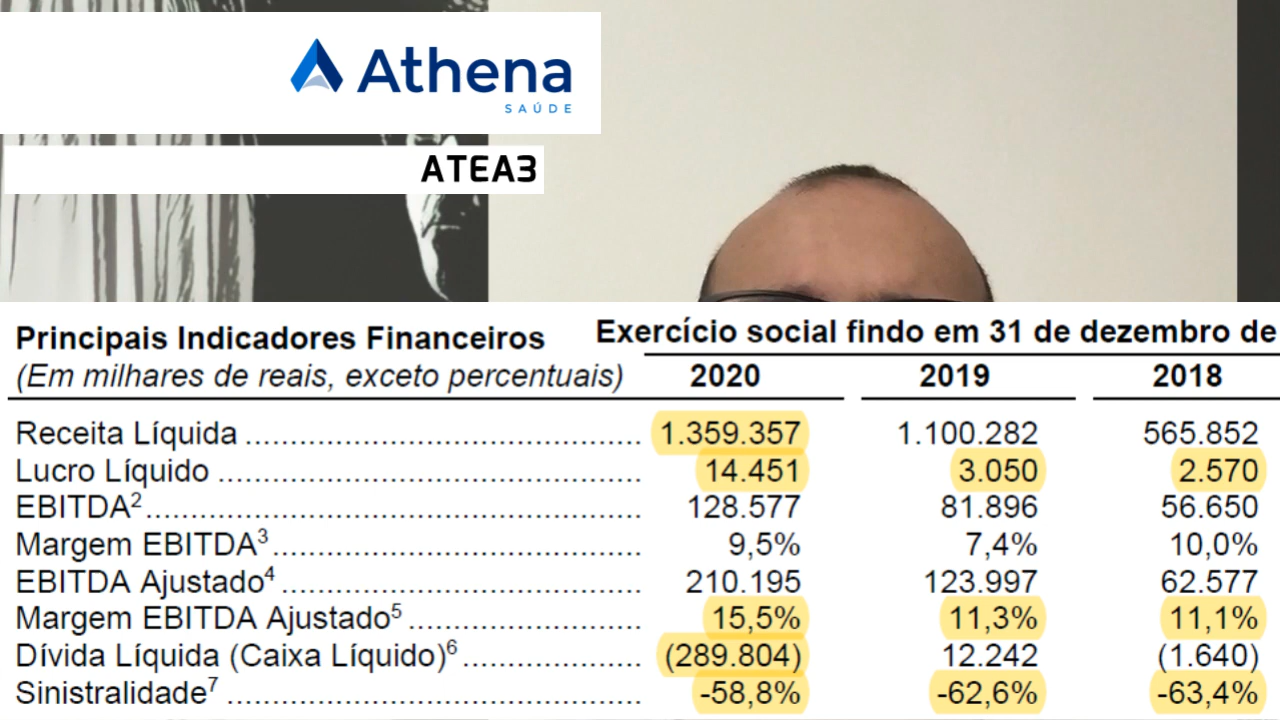 Athena
SAÚDE
ATEA3
Principais Indicadores Financeiros Exercício social findo em 31 de dezembro de
(Em milhares de reais, exceto percentuais) 2020 2019 2018
Receita Líquida 1.359.357 1.100.282 565.852
Lucro Líquido 14.451 3.050 2.570
EBITDA² 128.577 81.896 56.650
Margem EBITDA³ 9,5% 7,4% 10,0%
EBITDA Ajustado⁴ 210.195 123.997 62.577
Margem EBITDA Ajustado⁵ 15,5% 11,3% 11,1%
Dívida Líquida (Caixa Líquido)⁶ (289.804) 12.242 (1.640)
Sinistralidade⁷ -58,8% -62,6% -63,4%